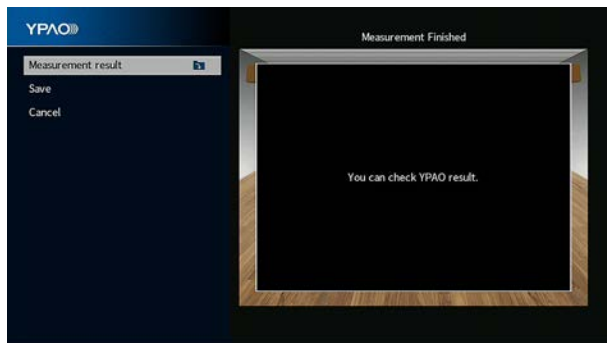 YPAO
Measurement Finished
Measurement result
Save
Cancel
You can check YPAO result.